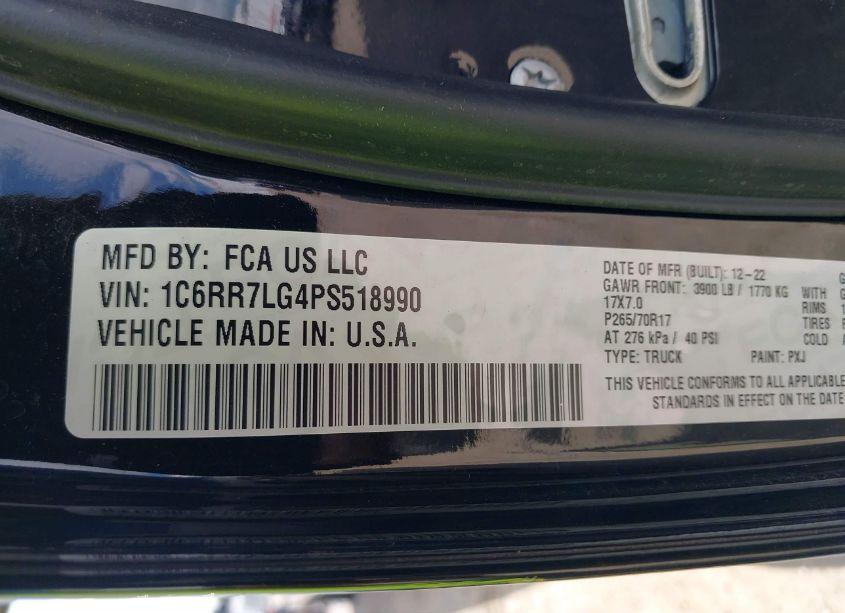 MFD BY: FCA US LLC
VIN: 1C6RR7LG4PS518990
VEHICLE MADE IN: U.S.A.
DATE OF MFR (BUILT): 12-22
GAWR FRONT: 3900 LB / 1770 KG WITH
17X7.0 RIMS
P265/70R17 TIRES
AT 276 kPa / 40 PSI COLD
TYPE: TRUCK PAINT: PXJ
THIS VEHICLE CONFORMS TO ALL APPLICABLE
STANDARDS IN EFFECT ON THE DATE